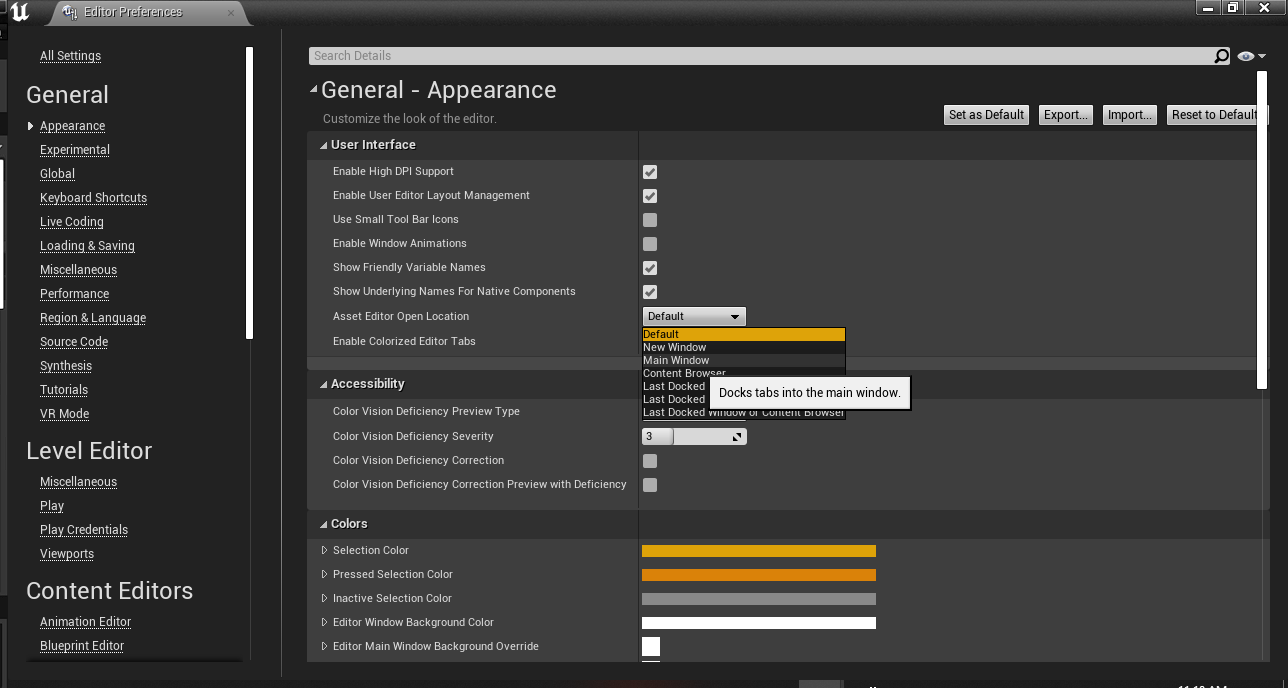 Editor Preferences
All Settings
General
Appearance
Experimental
Global
Keyboard Shortcuts
Live Coding
Loading & Saving
Miscellaneous
Performance
Region & Language
Source Code
Synthesis
Tutorials
VR Mode
Level Editor
Miscellaneous
Play
Play Credentials
Viewports
Content Editors
Animation Editor
Blueprint Editor
Search Details
General - Appearance
Customize the look of the editor.
Set as Default Export... Import... Reset to Default
User Interface
Enable High DPI Support
Enable User Editor Layout Management
Use Small Tool Bar Icons
Enable Window Animations
Show Friendly Variable Names
Show Underlying Names For Native Components
Asset Editor Open Location Default
Default
New Window
Main Window
Content Browser
Last Docked
Last Docked
Last Docked Window or Content Browser
Docks tabs into the main window.
Enable Colorized Editor Tabs
Accessibility
Color Vision Deficiency Preview Type
Color Vision Deficiency Severity 3
Color Vision Deficiency Correction
Color Vision Deficiency Correction Preview with Deficiency
Colors
Selection Color
Pressed Selection Color
Inactive Selection Color
Editor Window Background Color
Editor Main Window Background Override